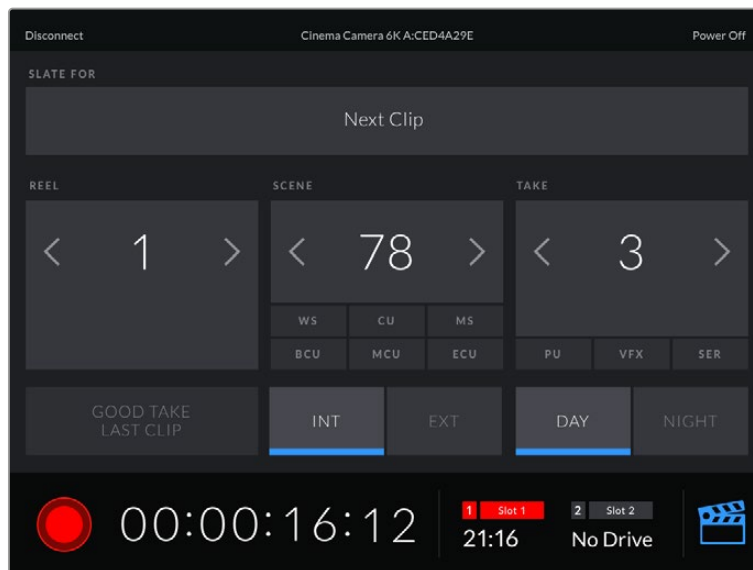 Disconnect Cinema Camera 6K A:CED4A29E Power Off
SLATE FOR
Next Clip
REEL SCENE TAKE
1 78 3
WS CU MS
BCU MCU ECU PU VFX SER
GOOD TAKE
LAST CLIP
INT EXT DAY NIGHT
00:00:16:12
1 Slot 1 2 Slot 2
21:16 No Drive